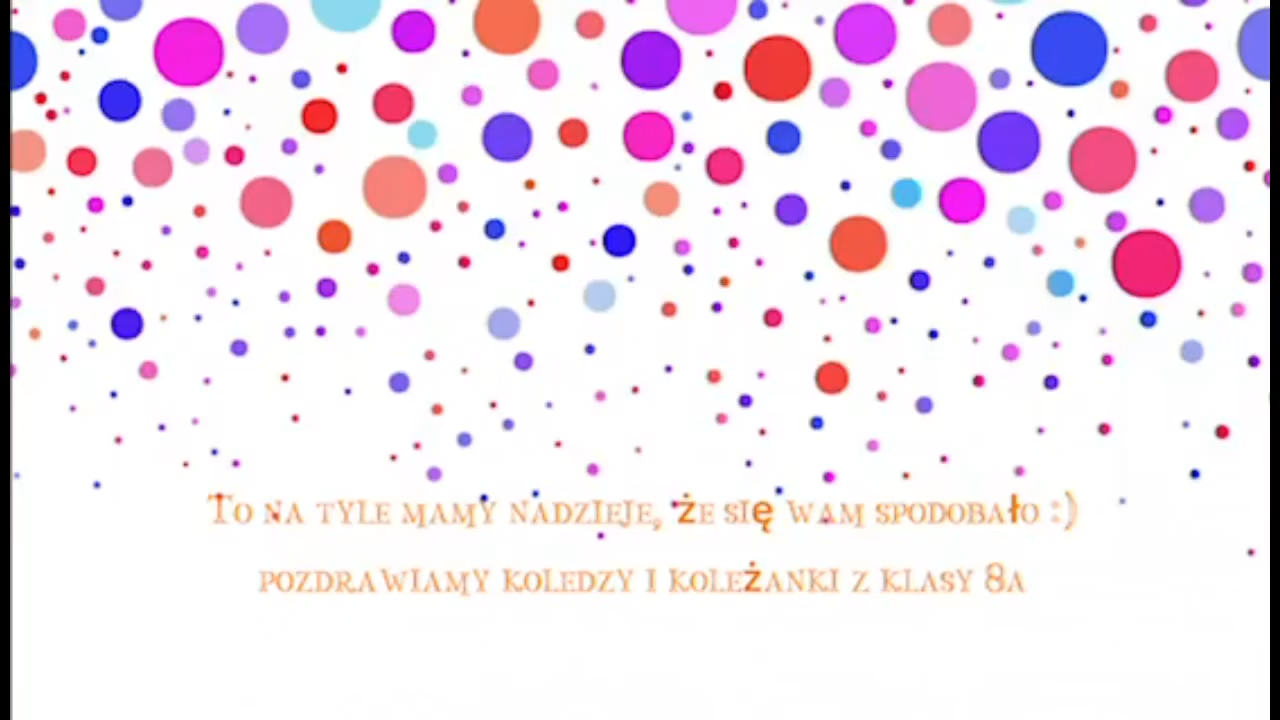 To na tyle mamy nadzieje, że się wam spodobało :)
pozdrawiamy koledzy i koleżanki z klasy 8a